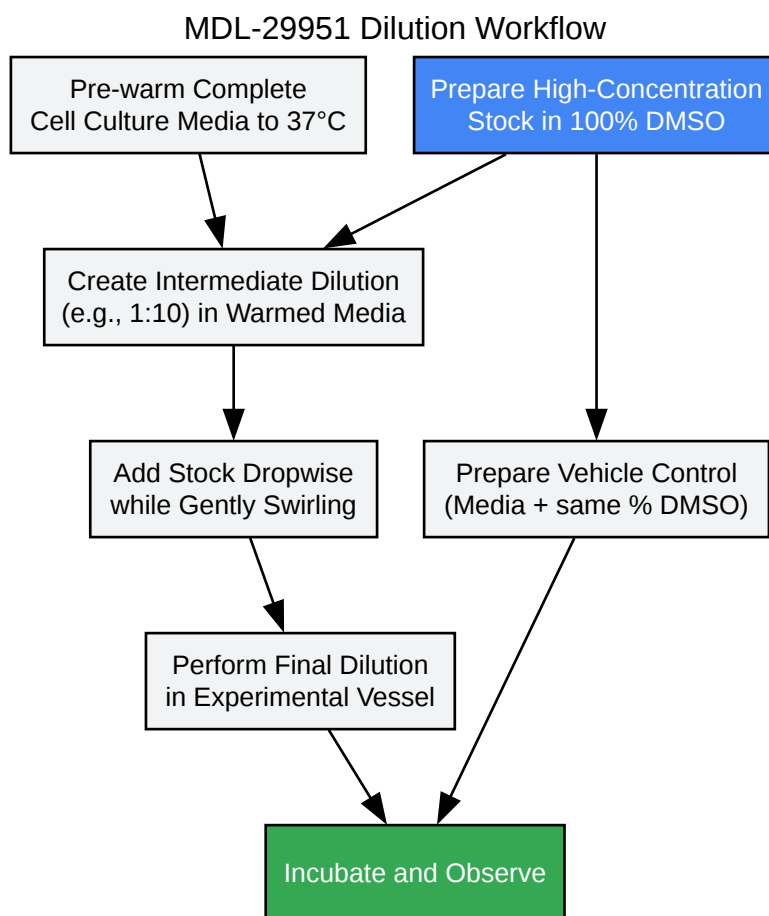 MDL-29951 Dilution Workflow
Pre-warm Complete
Cell Culture Media to 37°C
Prepare High-Concentration
Stock in 100% DMSO
Create Intermediate Dilution
(e.g., 1:10) in Warmed Media
Add Stock Dropwise
while Gently Swirling
Prepare Vehicle Control
(Media + same % DMSO)
Perform Final Dilution
in Experimental Vessel
Incubate and Observe